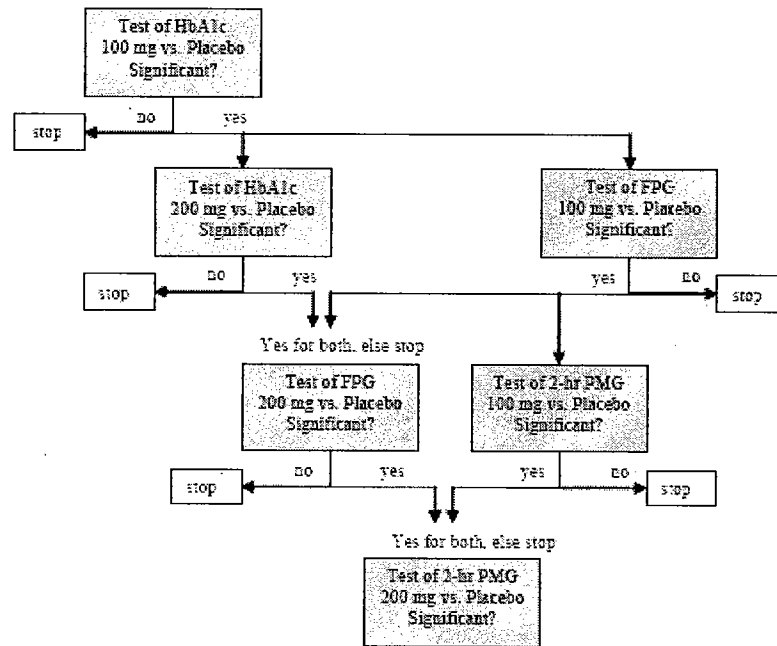 Test of HbA1c
100 mg vs. Placebo
Significant?
no
yes
stop
Test of HbA1c
200 mg vs. Placebo
Significant?
Test of FPG
100 mg vs. Placebo
Significant?
no
yes
yes
no
stop
stop
Yes for both, else stop
Test of FPG
200 mg vs. Placebo
Significant?
Test of 2-hr PMG
100 mg vs. Placebo
Significant?
no
yes
yes
no
stop
stop
Yes for both, else stop
Test of 2-hr PMG
200 mg vs. Placebo
Significant?